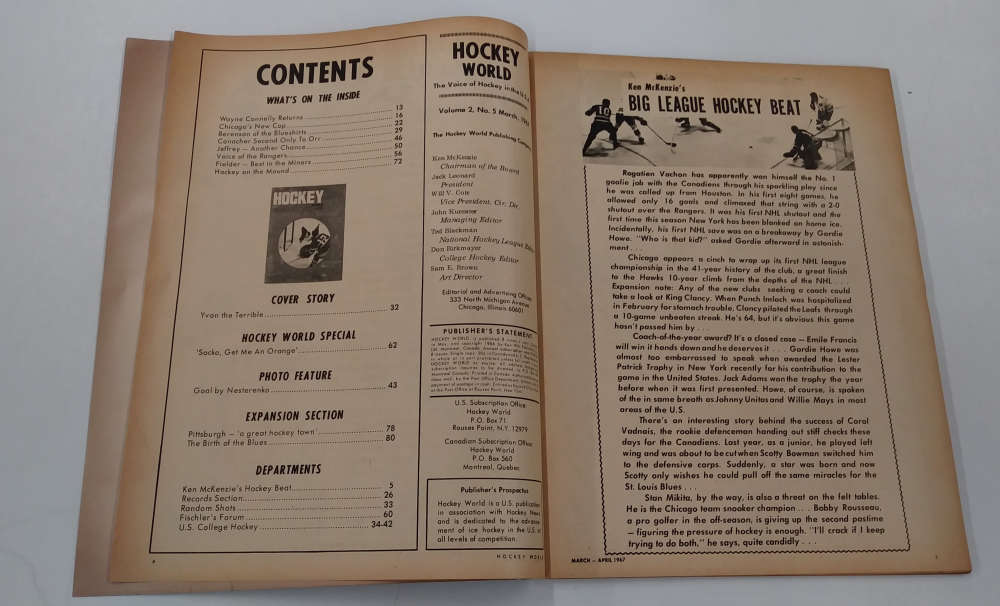 CONTENTS
WHAT'S ON THE INSIDE
Wayne Connelly Returns 13
Chicago's New Cap 16
Berenson of the Blueshirts 22
Conacher Second Only To Orr 29
Jeffrey — Another Chance 46
Voice of the Rangers 50
Fielder — Best in the Minors 56
Hockey on the Mound 72
HOCKEY
COVER STORY
Yvan the Terrible 32
HOCKEY WORLD SPECIAL
'Socko, Get Me An Orange' 62
PHOTO FEATURE
Goal by Nesterenko 43
EXPANSION SECTION
Pittsburgh — 'a great hockey town' 78
The Birth of the Blues 80
DEPARTMENTS
Ken McKenzie's Hockey Beat 5
Records Section 26
Random Shots 33
Fischler's Forum 60
U.S. College Hockey 34-42
HOCKEY
WORLD
The Voice of Hockey in the U.S.
Volume 2, No. 5 March, 196
The Hockey World Publishing
Ken McKenzie
Chairman of the Board
Jack Leonard
President
Will V. Cote
Vice President, Cir. Dir.
John Kuenster
Managing Editor
Ted Blackman
National Hockey League
Don Birkmayer
College Hockey Editor
Sam E. Brown
Art Director
Editorial and Advertising
333 North Michigan
Chicago, Illinois 60601
PUBLISHER'S STATEMENT
U.S. Subscription Office
Hockey World
P.O. Box 71
Rouses Point, N.Y. 12979
Canadian Subscription Office
Hockey World
P.O. Box 560
Montreal, Quebec
Publisher's Prospectus
Hockey World is a U.S. publication
in association with Hockey News
and is dedicated to the
ment of ice hockey in the U.S.
all levels of competition.
HOCKEY
Ken McKenzie's
BIG LEAGUE HOCKEY BEAT
10
Rogatien Vachon has apparently won himself the No. 1
goalie job with the Canadiens through his sparkling play since
he was called up from Houston. In his first eight games, he
allowed only 16 goals and climaxed that string with a 2-0
shutout over the Rangers. It was his first NHL shutout and the
first time this season New York has been blanked on home ice.
Incidentally, his first NHL save was on a breakaway by Gordie
Howe. "Who is that kid?" asked Gordie afterward in astonish-
ment . . .
Chicago appears a cinch to wrap up its first NHL league
championship in the 41-year history of the club, a great finish
to the Hawks 10-year climb from the depths of the NHL . . .
Expansion note: Any of the new clubs seeking a coach could
take a look at King Clancy. When Punch Imlach was hospitalized
in February for stomach trouble, Clancy piloted the Leafs through
a 10-game unbeaten streak. He's 64, but it's obvious this game
hasn't passed him by . . .
Coach-of-the-year award? It's a closed case — Emile Francis
will win it hands down and he deserves it . . . Gordie Howe was
almost too embarrassed to speak when awarded the Lester
Patrick Trophy in New York recently for his contribution to the
game in the United States. Jack Adams won the trophy the year
before when it was first presented. Howe, of course, is spoken
of the in same breath as Johnny Unitas and Willie Mays in most
areas of the U.S.
There's an interesting story behind the success of Carol
Vadnais, the rookie defenceman handing out stiff checks these
days for the Canadiens. Last year, as a junior, he played left
wing and was about to be cut when Scotty Bowman switched him
to the defensive corps. Suddenly, a star was born and now
Scotty only wishes he could pull off the same miracles for the
St. Louis Blues . . .
Stan Mikita, by the way, is also a threat on the felt tables.
He is the Chicago team snooker champion . . . Bobby Rousseau,
a pro golfer in the off-season, is giving up the second pastime
— figuring the pressure of hockey is enough. "I'll crack if I keep
trying to do both," he says, quite candidly . . .
MARCH — APRIL 1967